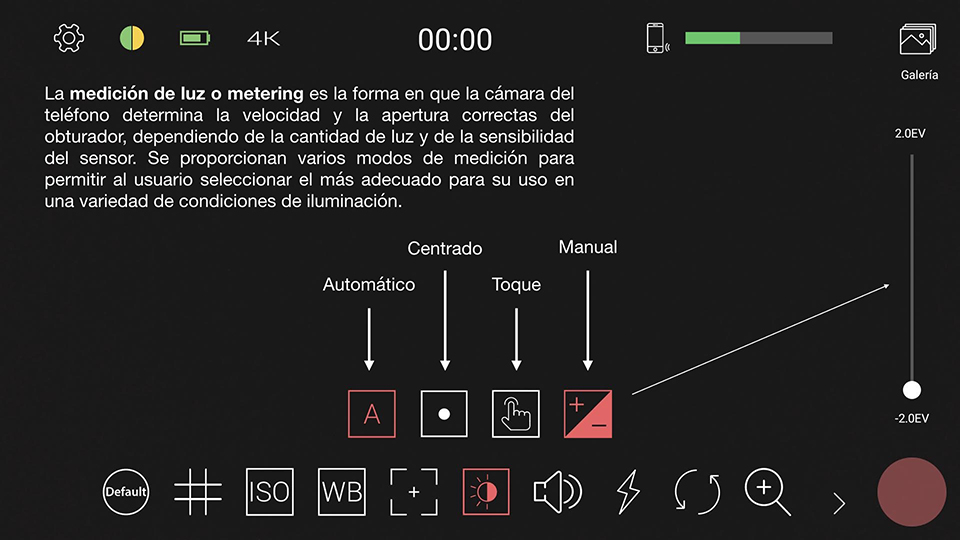 4K
00:00
Galería
La medición de luz o metering es la forma en que la cámara del
teléfono determina la velocidad y la apertura correctas del
obturador, dependiendo de la cantidad de luz y de la sensibilidad
del sensor. Se proporcionan varios modos de medición para
permitir al usuario seleccionar el más adecuado para su uso en
una variedad de condiciones de iluminación.
2.0EV
Centrado
Manual
Automático
Toque
A
-2.0EV
Default
ISO
WB